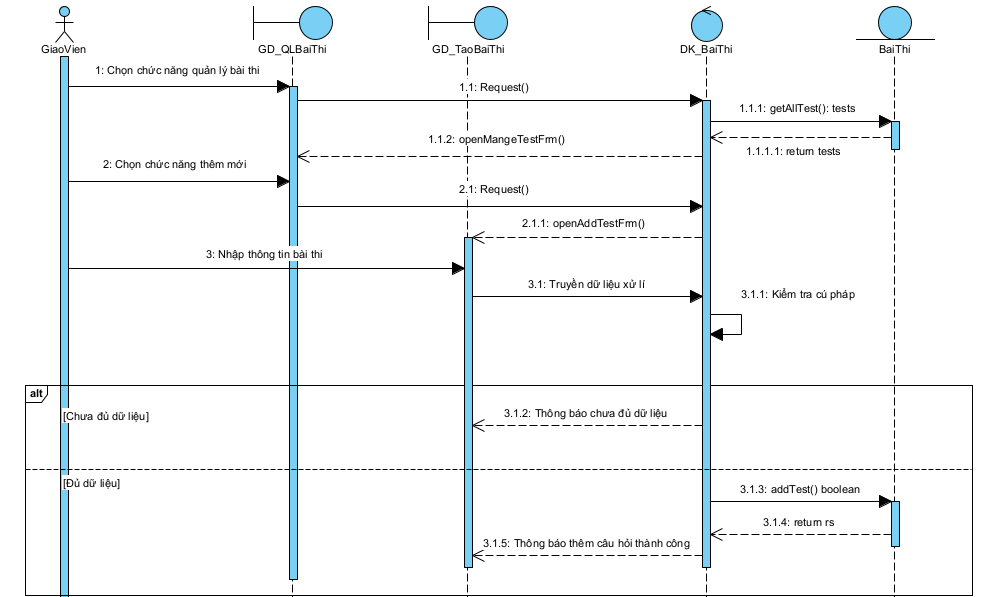 GiaoVien
GD_QLBaiThi
GD_TaoBaiThi
DK_BaiThi
BaiThi
1: Chọn chức năng quản lý bài thi
1.1: Request()
1.1.1: getAllTest(): tests
1.1.2: openMangeTestFrm()
1.1.1.1: return tests
2: Chọn chức năng thêm mới
2.1: Request()
2.1.1: openAddTestFrm()
3: Nhập thông tin bài thi
3.1: Truyền dữ liệu xử lí
3.1.1: Kiểm tra cú pháp
alt
[Chưa đủ dữ liệu]
3.1.2: Thông báo chưa đủ dữ liệu
[Đủ dữ liệu]
3.1.3: addTest() boolean
3.1.4: return rs
3.1.5: Thông báo thêm câu hỏi thành công